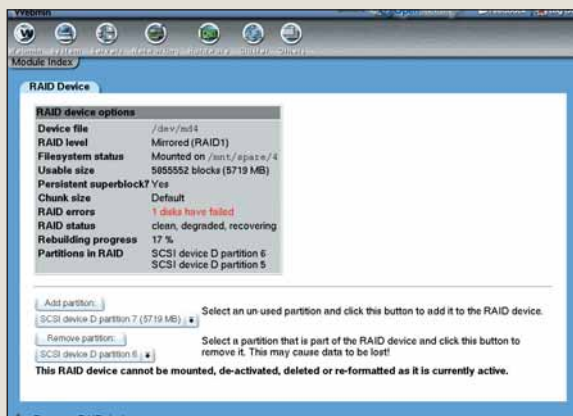 Webmin
Module Index
RAID Device
RAID device options
Device file /dev/md4
RAID level Mirrored (RAID1)
Filesystem status Mounted on /mnt/spare/4
Usable size 5855552 blocks (5719 MB)
Persistent superblock? Yes
Chunk size Default
RAID errors 1 disks have failed
RAID status clean, degraded, recovering
Rebuilding progress 17 %
Partitions in RAID SCSI device D partition 6
SCSI device D partition 5
Add partition:
SCSI device D partition 7 (5719 MB)
Select an un-used partition and click this button to add it to the RAID device.
Remove partition:
SCSI device D partition 6
Select a partition that is part of the RAID device and click this button to
remove it. This may cause data to be lost!
This RAID device cannot be mounted, de-activated, deleted or re-formatted as it is currently active.